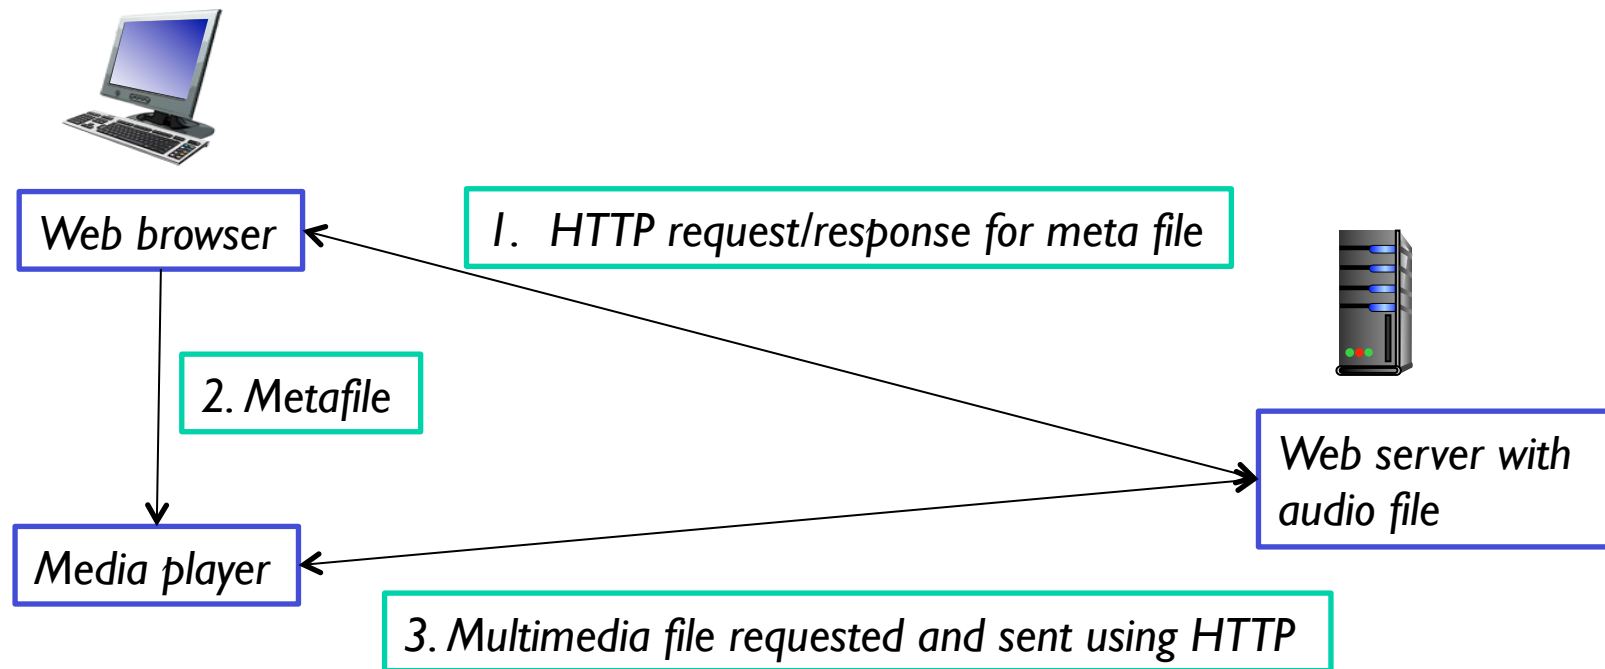 Web browser
1. HTTP request/response for meta file
2. Metafile
Web server with
audio file
Media player
3. Multimedia file requested and sent using HTTP